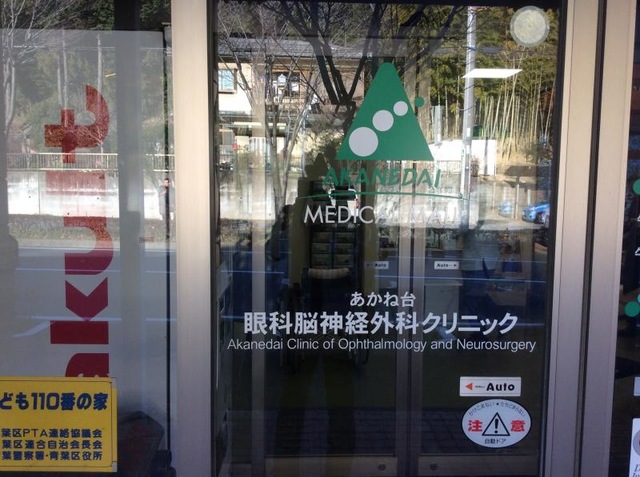 akult
AKANEDAI
MEDICAL MALL
Auto
Auto
あかね台
眼科脳神経外科クリニック
Akanedai Clinic of Ophthalmology and Neurosurgery
Auto
注意
自動ドア
ども110番の家
葉区PTA連絡協議会
葉区連合自治会長会
葉警察署・青葉区役所